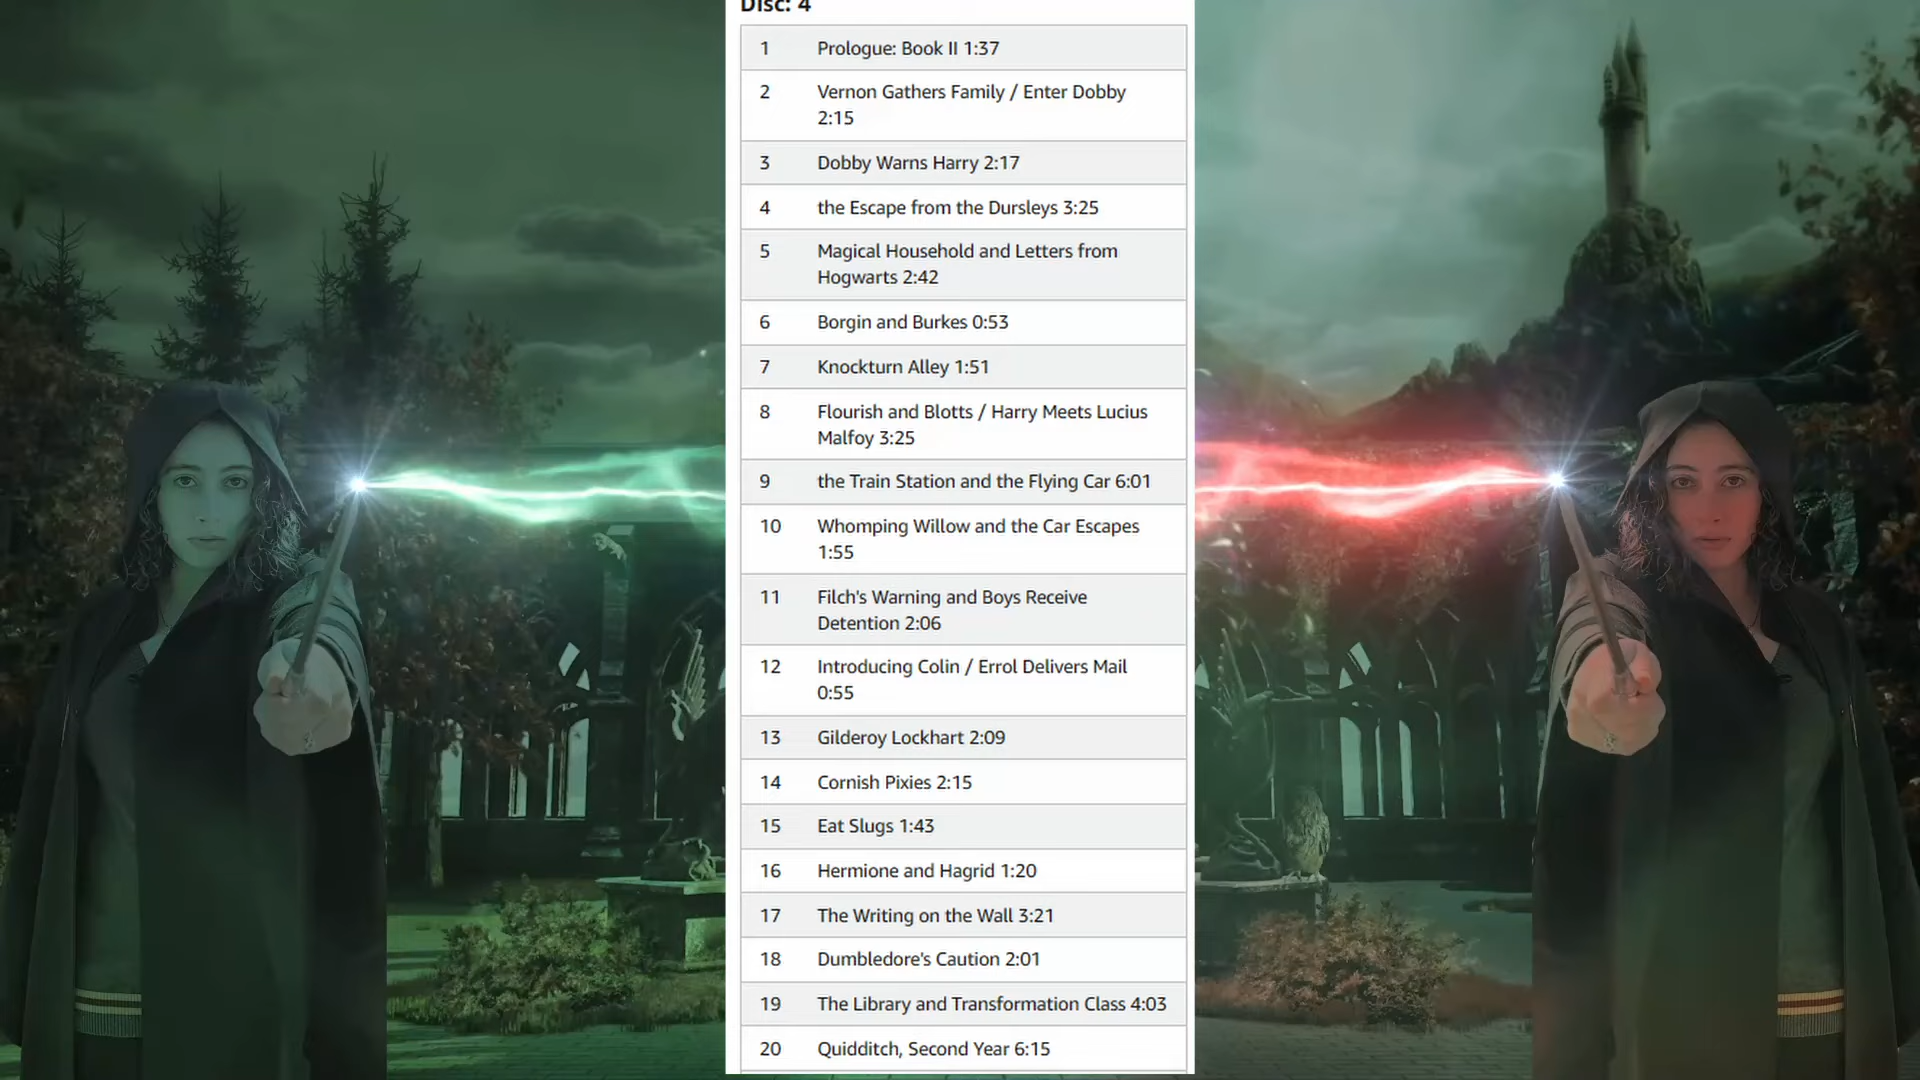 Disc: 4
1 Prologue: Book II 1:37
2 Vernon Gathers Family / Enter Dobby
2:15
3 Dobby Warns Harry 2:17
4 the Escape from the Dursleys 3:25
5 Magical Household and Letters from
Hogwarts 2:42
6 Borgin and Burkes 0:53
7 Knockturn Alley 1:51
8 Flourish and Blotts / Harry Meets Lucius
Malfoy 3:25
9 the Train Station and the Flying Car 6:01
10 Whomping Willow and the Car Escapes
1:55
11 Filch's Warning and Boys Receive
Detention 2:06
12 Introducing Colin / Errol Delivers Mail
0:55
13 Gilderoy Lockhart 2:09
14 Cornish Pixies 2:15
15 Eat Slugs 1:43
16 Hermione and Hagrid 1:20
17 The Writing on the Wall 3:21
18 Dumbledore's Caution 2:01
19 The Library and Transformation Class 4:03
20 Quidditch, Second Year 6:15